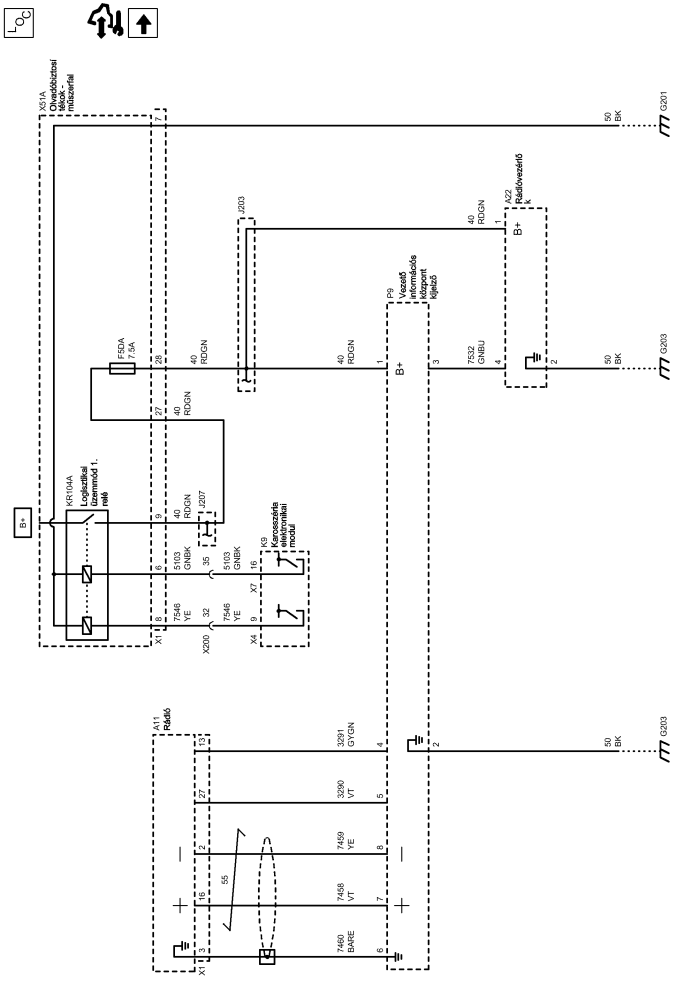 LOC
X51A
Olvadóbiztosí
tékok -
műszerfal
7
50
BK
G201
J203
40
RDGN
1
A22
Rádióvezérlő
k
B+
P9
Vezető
információs
központ
kijelző
F5DA
7.5A
28
40
RDGN
40
RDGN
1
B+
3
7532
GNBU
4
2
50
BK
G203
27
40
RDGN
B+
KR104A
Logisztikai
üzemmód 1.
relé
9
40
RDGN
J207
K9
Karosszéria
elektronikai
modul
6
5103
GNBK
35
5103
GNBK
16
X7
8
X1
7546
YE
32
X200
7546
YE
9
X4
A11
Rádió
13
3291
GYGN
4
2
50
BK
G203
27
3290
VT
5
2
7459
YE
8
55
16
7458
VT
7
3
X1
7460
BARE
6